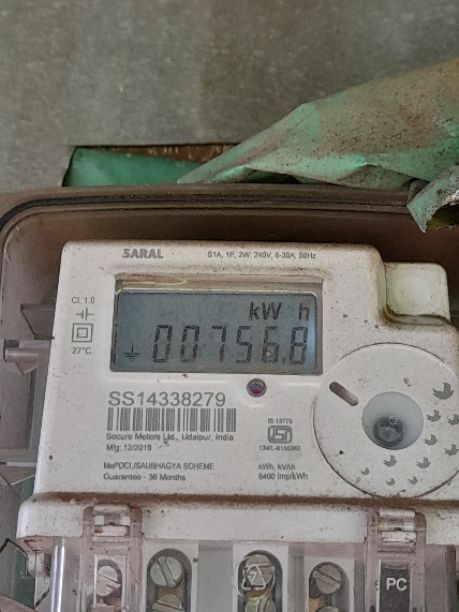 SARAL S1A, 1P, 2W, 240V, 5-30A, 50Hz
Cl. 1.0
kW h
00756.8
27°C
SS14338279
Secure Meters Ltd., Udaipur, India
Mfg: 12/2019
MePDCL/SAUBHAGYA SCHEME
Guarantee - 36 Months
IS 13779
kWh, kVAh
6400 imp/kWh
PC